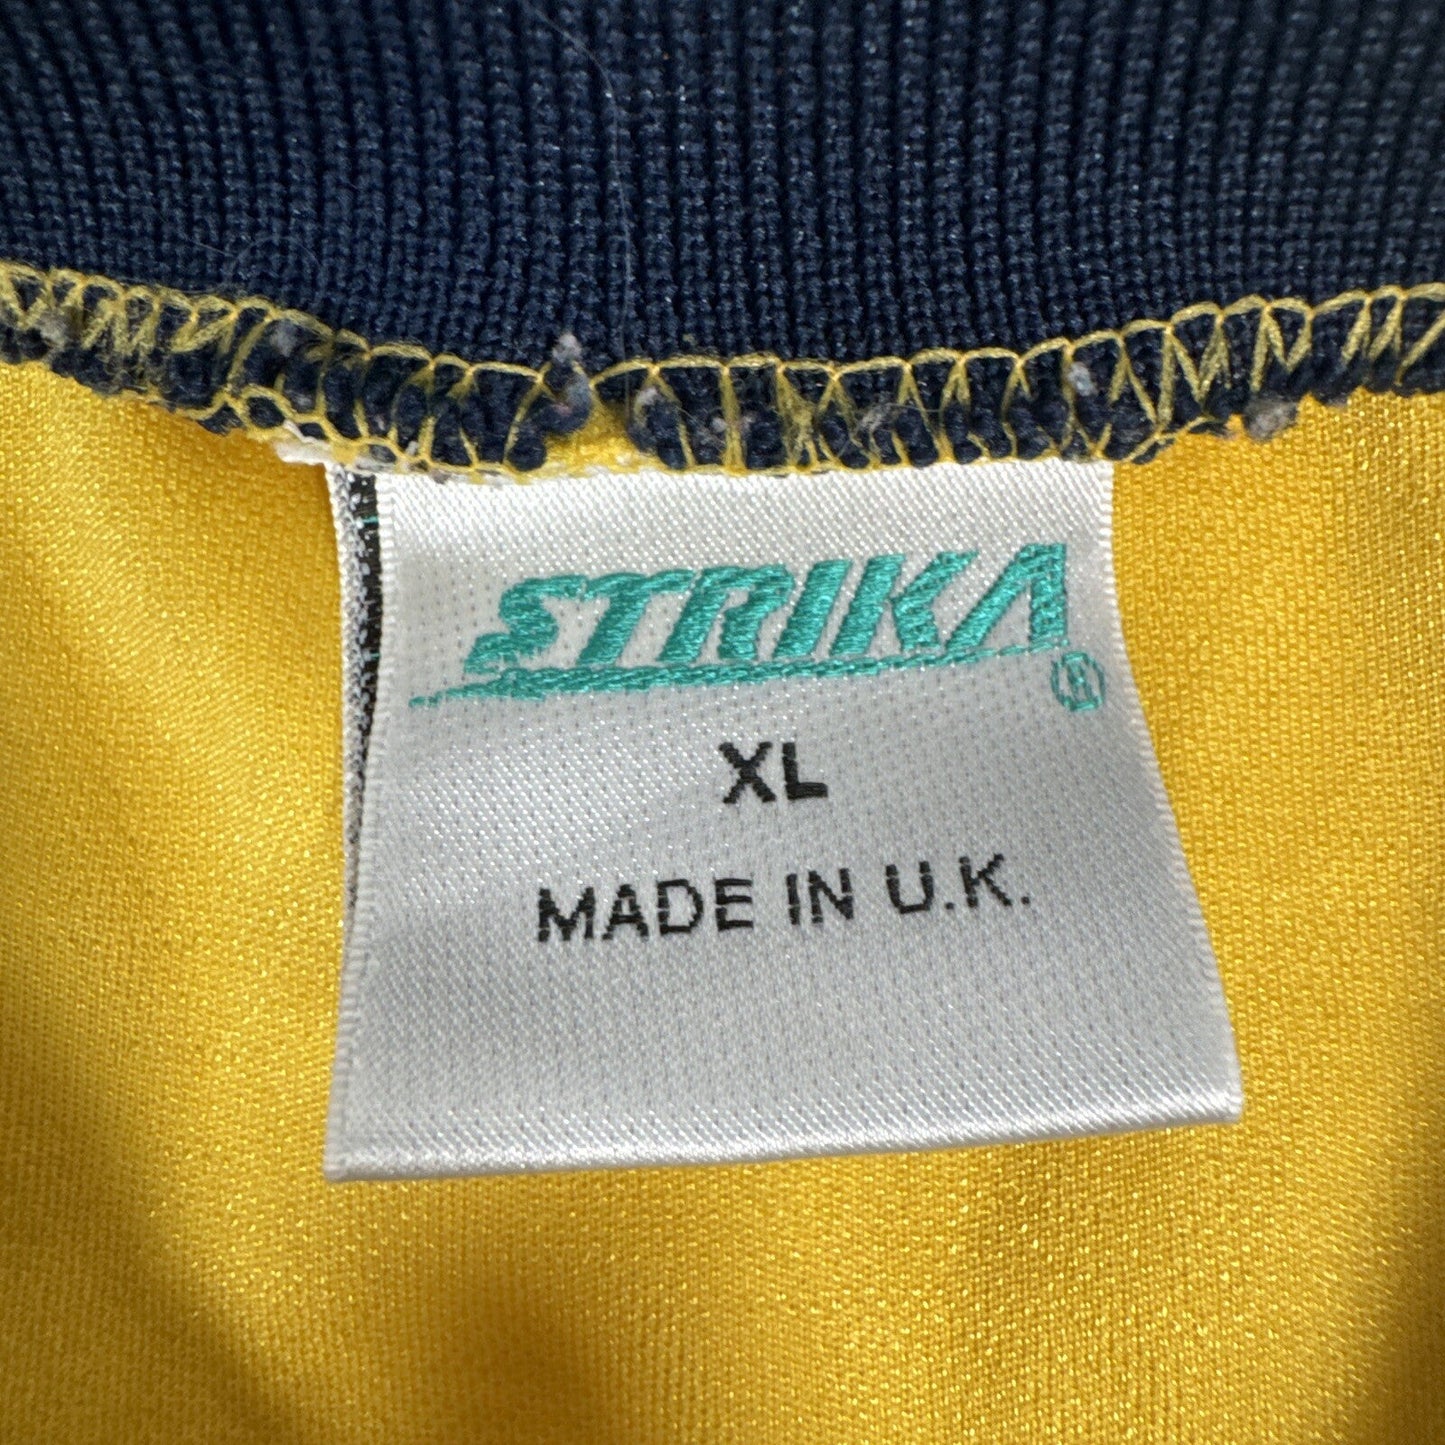 STRIKA ®
XL
MADE IN U.K.